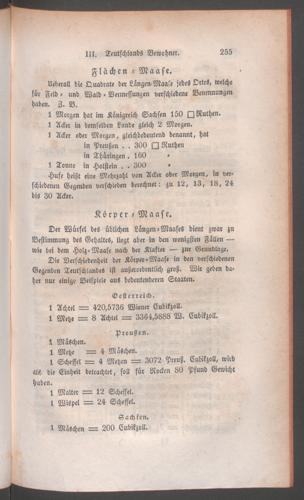 III. Teutschlands Bewohner. 255
Flächen-Maaße.
Ueberall die Quadrate der Längen-Maaße jedes Ortes, welche
für Feld- und Wald-Vermessungen verschiedene Benennungen
haben. Z. B.
1 Morgen hat im Königreich Sachsen 150 □ Ruthen.
1 Acker in demselben Lande gleich 2 Morgen.
1 Acker oder Morgen, gleichbedeutend benannt, hat
in Preußen .. 300 □ Ruthen
in Thüringen . 160 "
1 Tonne in Holstein .. 300 "
Hufe heißt eine Mehrzahl von Acker oder Morgen, in ver-
schiedenen Gegenden verschieden berechnet: zu 12, 13, 18, 24
bis 30 Acker.
Körper-Maaße.
Der Würfel des üblichen Längen-Maaßes dient zwar zu
Bestimmung des Gehaltes, liegt aber in den wenigsten Fällen —
wie bei dem Holz-Maaße nach der Klafter — zur Grundlage.
Die Verschiedenheit der Körper-Maaße in den verschiedenen
Gegenden Teutschlands ist außerordentlich groß. Wir geben da-
her nur einige Beispiele aus bedeutenderen Staaten.
Oesterreich.
1 Achtel = 420,5736 Wiener Cubikzoll.
1 Metze = 8 Achtel = 3364,5888 W. Cubikzoll.
Preußen.
1 Mäschen.
1 Metze = 4 Mäschen.
1 Scheffel = 4 Metzen = 3072 Preuß. Cubikzoll, wird
als die Einheit betrachtet, soll für Rocken 80 Pfund Gewicht
haben.
1 Malter = 12 Scheffel.
1 Wispel = 24 Scheffel.
Sachsen.
1 Mäschen = 200 Cubikzoll.